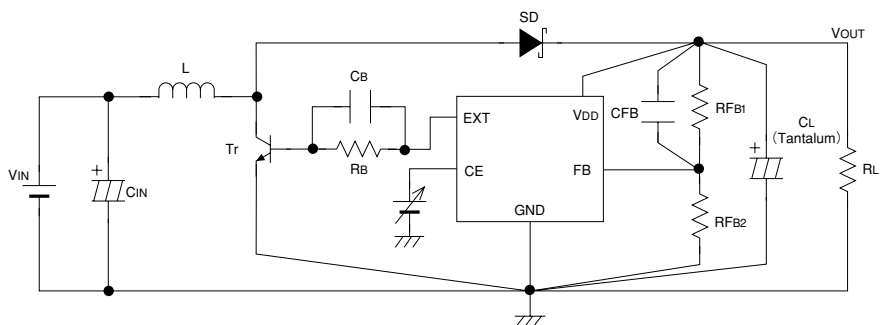 SD
VOUT
L
CB
EXT
VDD
CFB
RFB1
CL
(Tantalum)
Tr
RB
CE
FB
RL
VIN
+
CIN
+
GND
RFB2